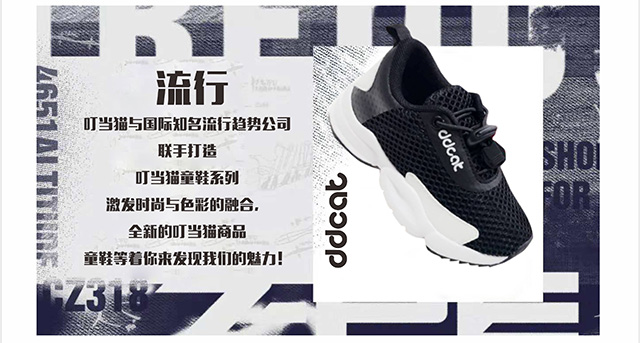 流行
叮当猫与国际知名流行趋势公司
联手打造
叮当猫童鞋系列
激发时尚与色彩的融合,
全新的叮当猫商品
童鞋等着你来发现我们的魅力!
ddcat
ddcat
4651 ALTITUDE
CZ318
SHOE
FOR